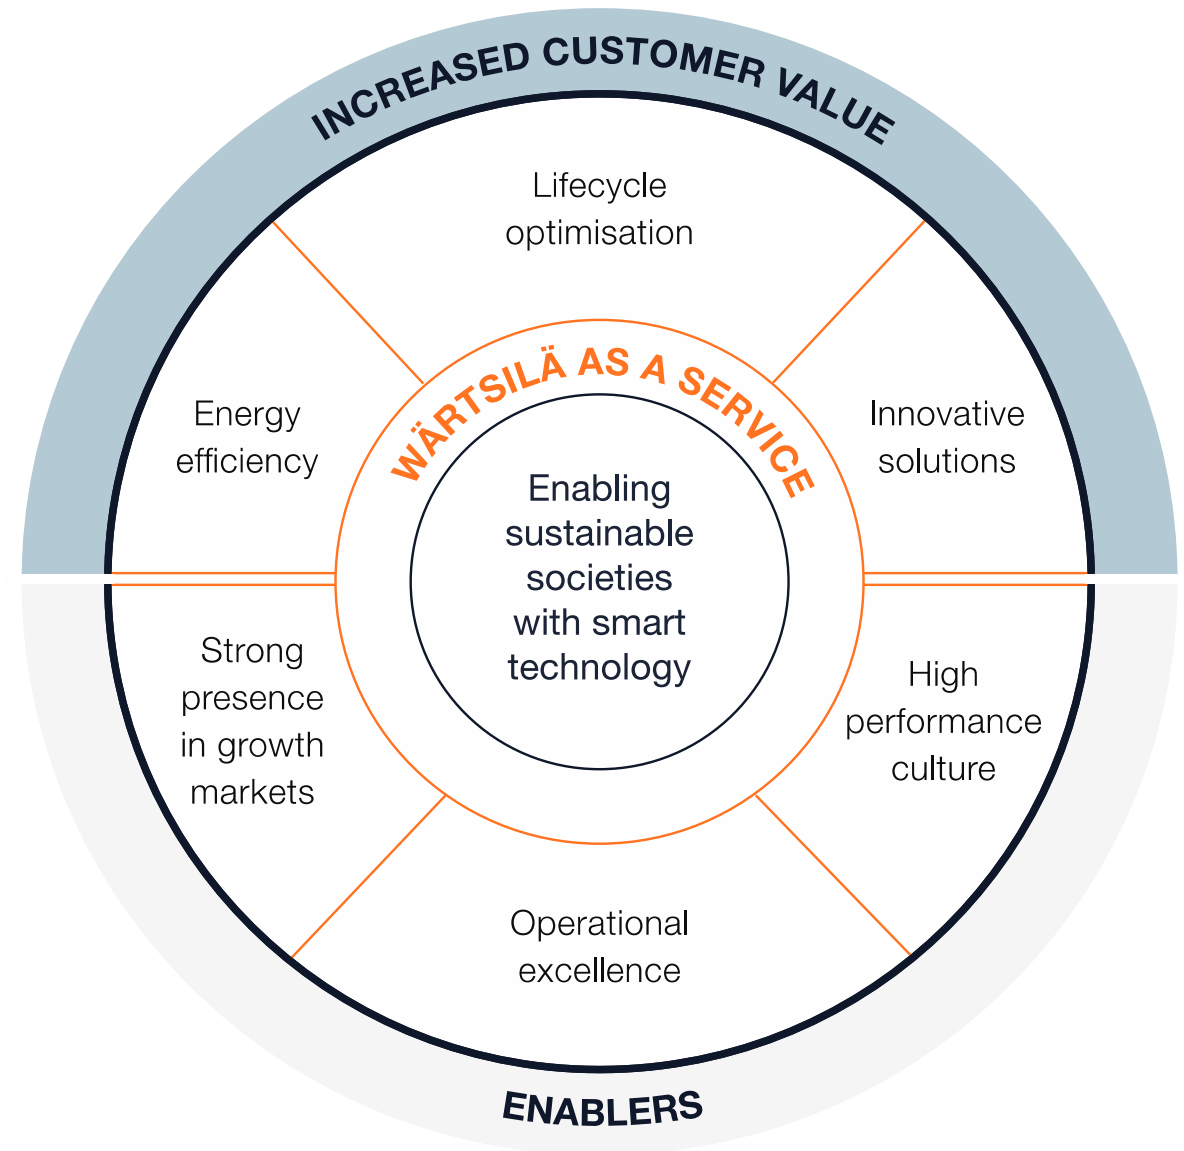 INCREASED CUSTOMER VALUE
Lifecycle
optimisation
Energy
efficiency
WÄRTSILÄ AS A SERVICE
Innovative
solutions
Enabling
sustainable
societies
with smart
technology
Strong
presence
in growth
markets
High
performance
culture
Operational
excellence
ENABLERS